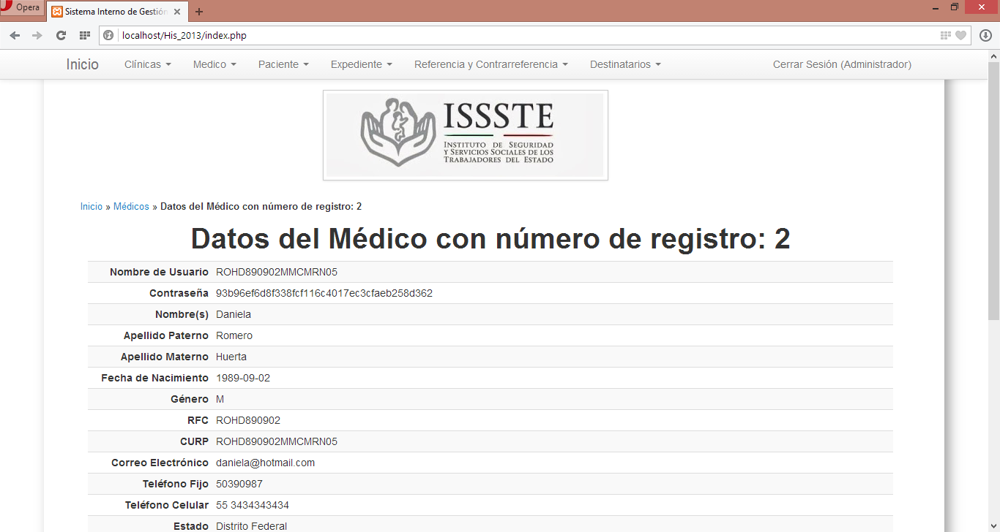 Opera
Sistema Interno de Gestión
localhost/His_2013/index.php
Inicio Clínicas Medico Paciente Expediente Referencia y Contrarreferencia Destinatarios Cerrar Sesión (Administrador)
ISSSTE
INSTITUTO DE SEGURIDAD
Y SERVICIOS SOCIALES DE LOS
TRABAJADORES DEL ESTADO
Inicio » Médicos » Datos del Médico con número de registro: 2
Datos del Médico con número de registro: 2
Nombre de Usuario ROHD890902MMCMRN05
Contraseña 93b96ef6d8f338fcf116c4017ec3cfaeb258d362
Nombre(s) Daniela
Apellido Paterno Romero
Apellido Materno Huerta
Fecha de Nacimiento 1989-09-02
Género M
RFC ROHD890902
CURP ROHD890902MMCMRN05
Correo Electrónico daniela@hotmail.com
Teléfono Fijo 50390987
Teléfono Celular 55 3434343434
Estado Distrito Federal